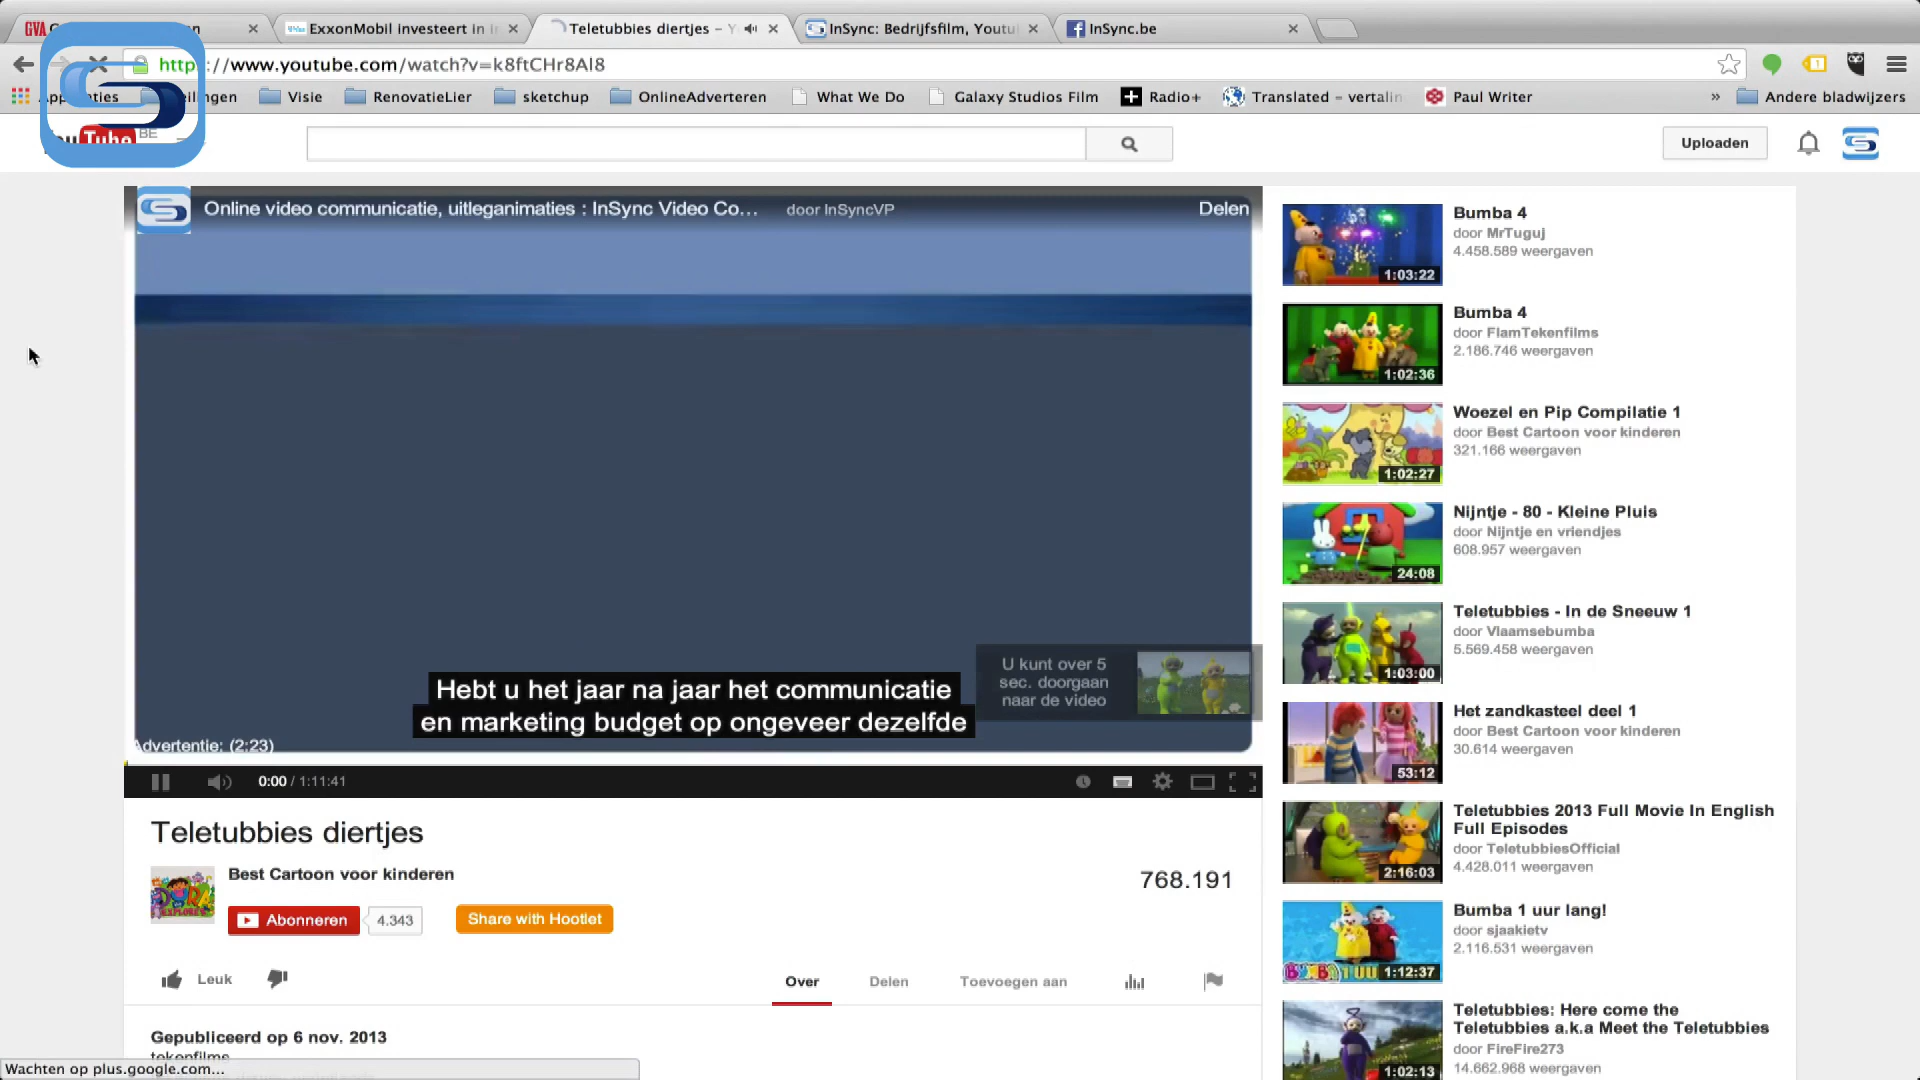 GVA
ExxonMobil investeert in
Teletubbies diertjes –
InSync: Bedrijfsfilm, Youtu
InSync.be
http
://www.youtube.com/watch?v=k8ftCHr8AI8
Visie
RenovatieLier
sketchup
OnlineAdverteren
What We Do
Galaxy Studios Film
Radio+
Translated – vertalin
Paul Writer
»
Andere bladwijzers
Tube
BE
Uploaden
Online video communicatie, uitleganimaties : InSync Video Co...
door InSyncVP
Delen
U kunt over 5
sec. doorgaan
naar de video
Hebt u het jaar na jaar het communicatie
en marketing budget op ongeveer dezelfde
Advertentie: (2:23)
0:00 / 1:11:41
Teletubbies diertjes
Best Cartoon voor kinderen
768.191
Abonneren
4.343
Share with Hootlet
Leuk
Over
Delen
Toevoegen aan
Gepubliceerd op 6 nov. 2013
tekenfilms
Wachten op plus.google.com...
Bumba 4
door MrTuguj
4.458.589 weergaven
1:03:22
Bumba 4
door FlamTekenfilms
2.186.746 weergaven
1:02:36
Woezel en Pip Compilatie 1
door Best Cartoon voor kinderen
321.166 weergaven
1:02:27
Nijntje - 80 - Kleine Pluis
door Nijntje en vriendjes
608.957 weergaven
24:08
Teletubbies - In de Sneeuw 1
door Vlaamsebumba
5.569.458 weergaven
1:03:00
Het zandkasteel deel 1
door Best Cartoon voor kinderen
30.614 weergaven
53:12
Teletubbies 2013 Full Movie In English
Full Episodes
door TeletubbiesOfficial
4.428.011 weergaven
2:16:03
Bumba 1 uur lang!
door sjaakietv
2.116.531 weergaven
1:12:37
Teletubbies: Here come the
Teletubbies a.k.a Meet the Teletubbies
door FireFire273
14.662.968 weergaven
1:02:13